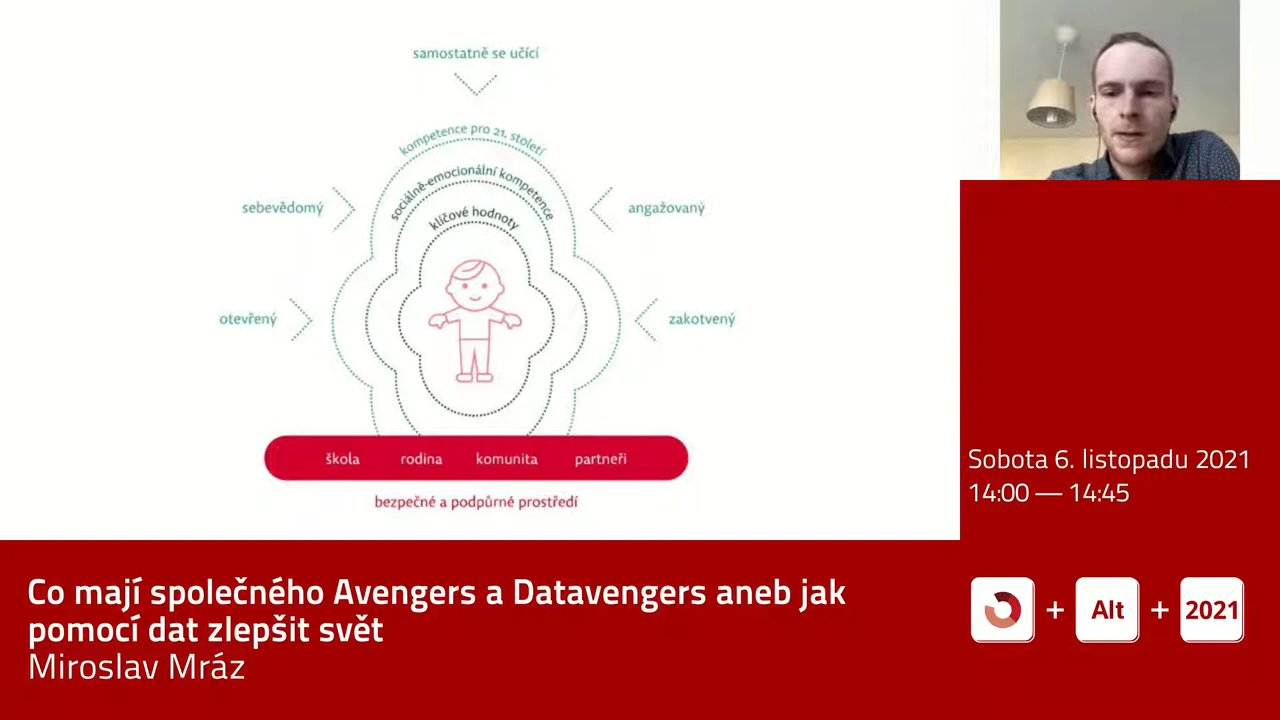 samostatně se učící
kompetence pro 21. století
sociálně-emocionální kompetence
klíčové hodnoty
sebevědomý
angažovaný
otevřený
zakotvený
škola rodina komunita partneři
bezpečné a podpůrné prostředí
Sobota 6. listopadu 2021
14:00 — 14:45
Co mají společného Avengers a Datavengers aneb jak
pomocí dat zlepšit svět
Miroslav Mráz
+ Alt + 2021